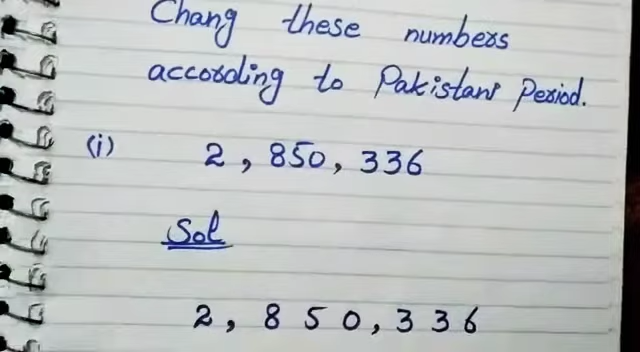 Chang these numbers
according to Pakistani Period.
(i) 2, 850, 336
Sol
2, 8 5 0, 3 3 6